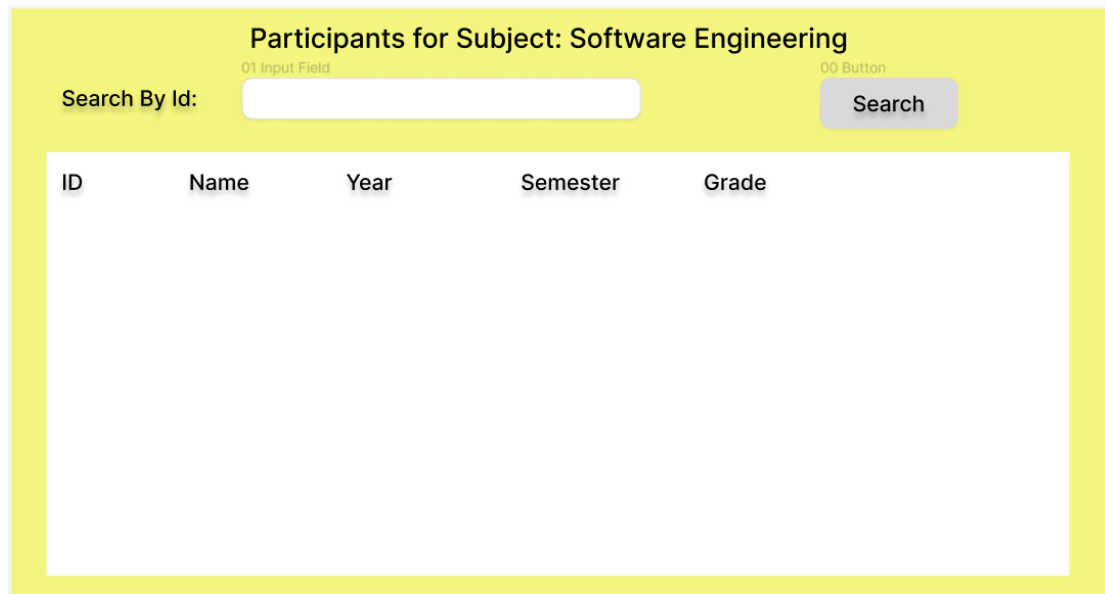 Participants for Subject: Software Engineering
01 Input Field
00 Button
Search By Id:
Search
ID Name Year Semester Grade